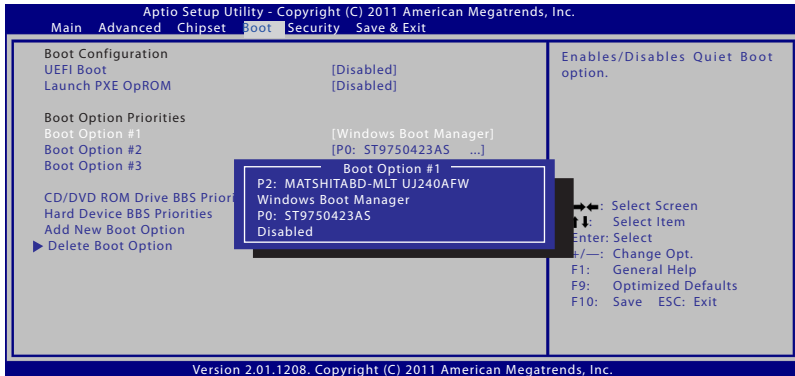 Aptio Setup Utility - Copyright (C) 2011 American Megatrends, Inc.
Main Advanced Chipset Boot Security Save & Exit
Boot Configuration
UEFI Boot [Disabled]
Launch PXE OpROM [Disabled]
Boot Option Priorities
Boot Option #1 [Windows Boot Manager]
Boot Option #2 [P0: ST9750423AS ...]
Boot Option #3
CD/DVD ROM Drive BBS Priori
Hard Device BBS Priorities
Add New Boot Option
Delete Boot Option
Boot Option #1
P2: MATSHITABD-MLT UJ240AFW
Windows Boot Manager
P0: ST9750423AS
Disabled
Enables/Disables Quiet Boot
option.
→←: Select Screen
↑↓: Select Item
Enter: Select
+/—: Change Opt.
F1: General Help
F9: Optimized Defaults
F10: Save ESC: Exit
Version 2.01.1208. Copyright (C) 2011 American Megatrends, Inc.